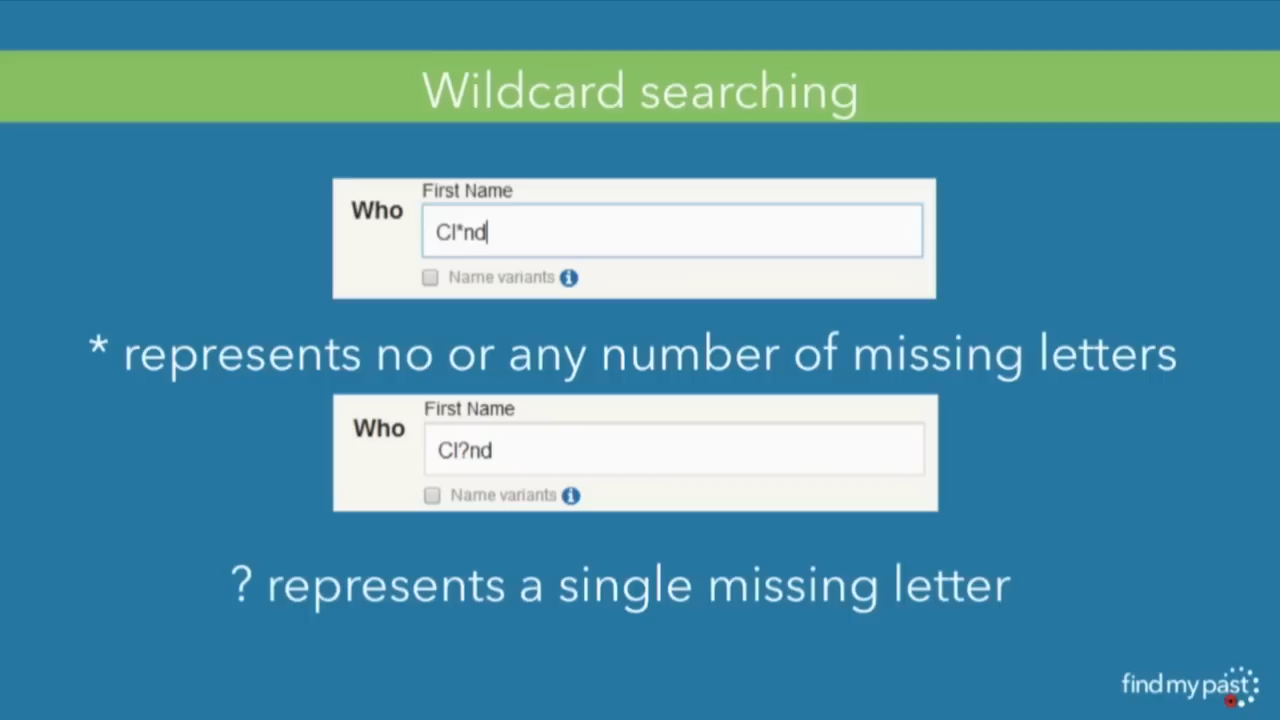 Wildcard searching
First Name
Who
Cl*nd
Name variants
* represents no or any number of missing letters
First Name
Who
Cl?nd
Name variants
? represents a single missing letter
findmypast